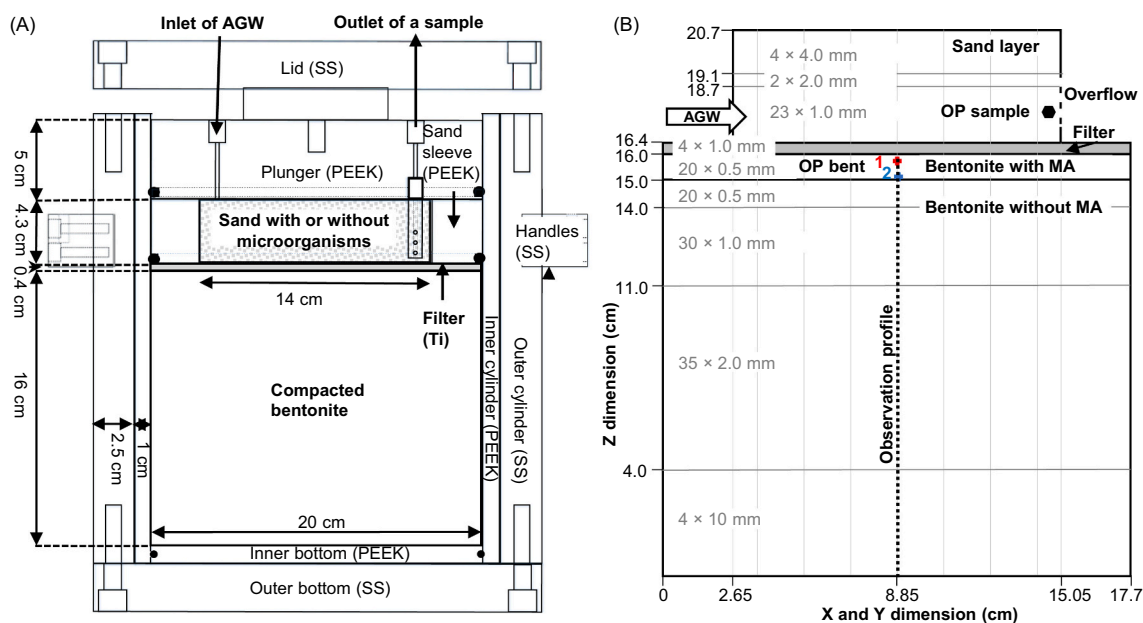 (A)
Inlet of AGW
Outlet of a sample
Lid (SS)
5 cm
Plunger (PEEK)
Sand
sleeve
(PEEK)
4.3 cm
Sand with or without
microorganisms
Handles
(SS)
0.4 cm
14 cm
Filter
(Ti)
16 cm
Compacted
bentonite
Inner cylinder (PEEK)
Outer cylinder (SS)
2.5 cm
1 cm
20 cm
Inner bottom (PEEK)
Outer bottom (SS)
(B)
20.7
Sand layer
4 × 4.0 mm
19.1
2 × 2.0 mm
18.7
Overflow
AGW
23 × 1.0 mm
OP sample
Filter
16.4
4 × 1.0 mm
16.0
20 × 0.5 mm
OP bent
1
2
Bentonite with MA
15.0
20 × 0.5 mm
14.0
Bentonite without MA
30 × 1.0 mm
11.0
35 × 2.0 mm
Observation profile
Z dimension (cm)
4.0
4 × 10 mm
0
0 2.65 8.85 15.05 17.7
X and Y dimension (cm)